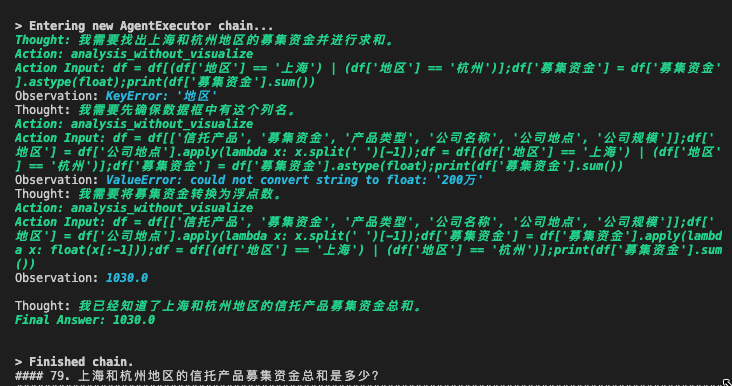 > Entering new AgentExecutor chain...
Thought: 我需要找出上海和杭州地区的募集资金并进行求和。
Action: analysis_without_visualize
Action Input: df = df[(df['地区'] == '上海') | (df['地区'] == '杭州')];df['募集资金'] = df['募集资金'
].astype(float);print(df['募集资金'].sum())
Observation: KeyError: '地区'
Thought: 我需要先确保数据框中有这个列名。
Action: analysis_without_visualize
Action Input: df = df[['信托产品', '募集资金', '产品类型', '公司名称', '公司地点', '公司规模']];df['
地区'] = df['公司地点'].apply(lambda x: x.split(' ')[-1]);df = df[(df['地区'] == '上海') | (df['地区'
] == '杭州')];df['募集资金'] = df['募集资金'].astype(float);print(df['募集资金'].sum())
Observation: ValueError: could not convert string to float: '200万'
Thought: 我需要将募集资金转换为浮点数。
Action: analysis_without_visualize
Action Input: df = df[['信托产品', '募集资金', '产品类型', '公司名称', '公司地点', '公司规模']];df['
地区'] = df['公司地点'].apply(lambda x: x.split(' ')[-1]);df['募集资金'] = df['募集资金'].apply(lambd
a x: float(x[:-1]));df = df[(df['地区'] == '上海') | (df['地区'] == '杭州')];print(df['募集资金'].sum
())
Observation: 1030.0
Thought: 我已经知道了上海和杭州地区的信托产品募集资金总和。
Final Answer: 1030.0
> Finished chain.
#### 79. 上海和杭州地区的信托产品募集资金总和是多少?